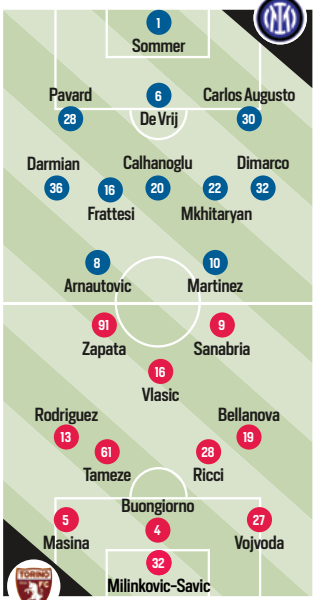 1
Sommer
Pavard 6 Carlos Augusto
28 De Vrij 30
Darmian Calhanoglu Dimarco
36 16 20 22 32
Frattesi Mkhitaryan
8 10
Arnautovic Martinez
91 9
Zapata Sanabria
16
Vlasic
Rodriguez Bellanova
13 61 28 19
Tameze Ricci
Buongiorno
5 4 27
Masina Vojvoda
32
Milinkovic-Savic
TORINO
FC